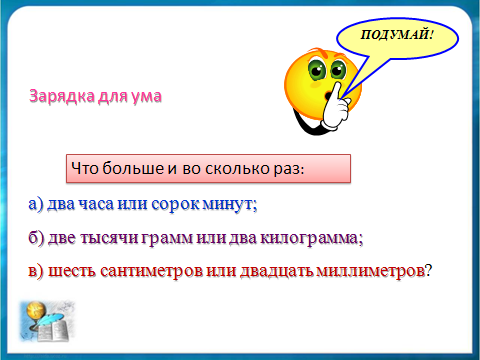 ПОДУМАЙ!
Зарядка для ума
Что больше и во сколько раз:
а) два часа или сорок минут;
б) две тысячи грамм или два килограмма;
в) шесть сантиметров или двадцать миллиметров?